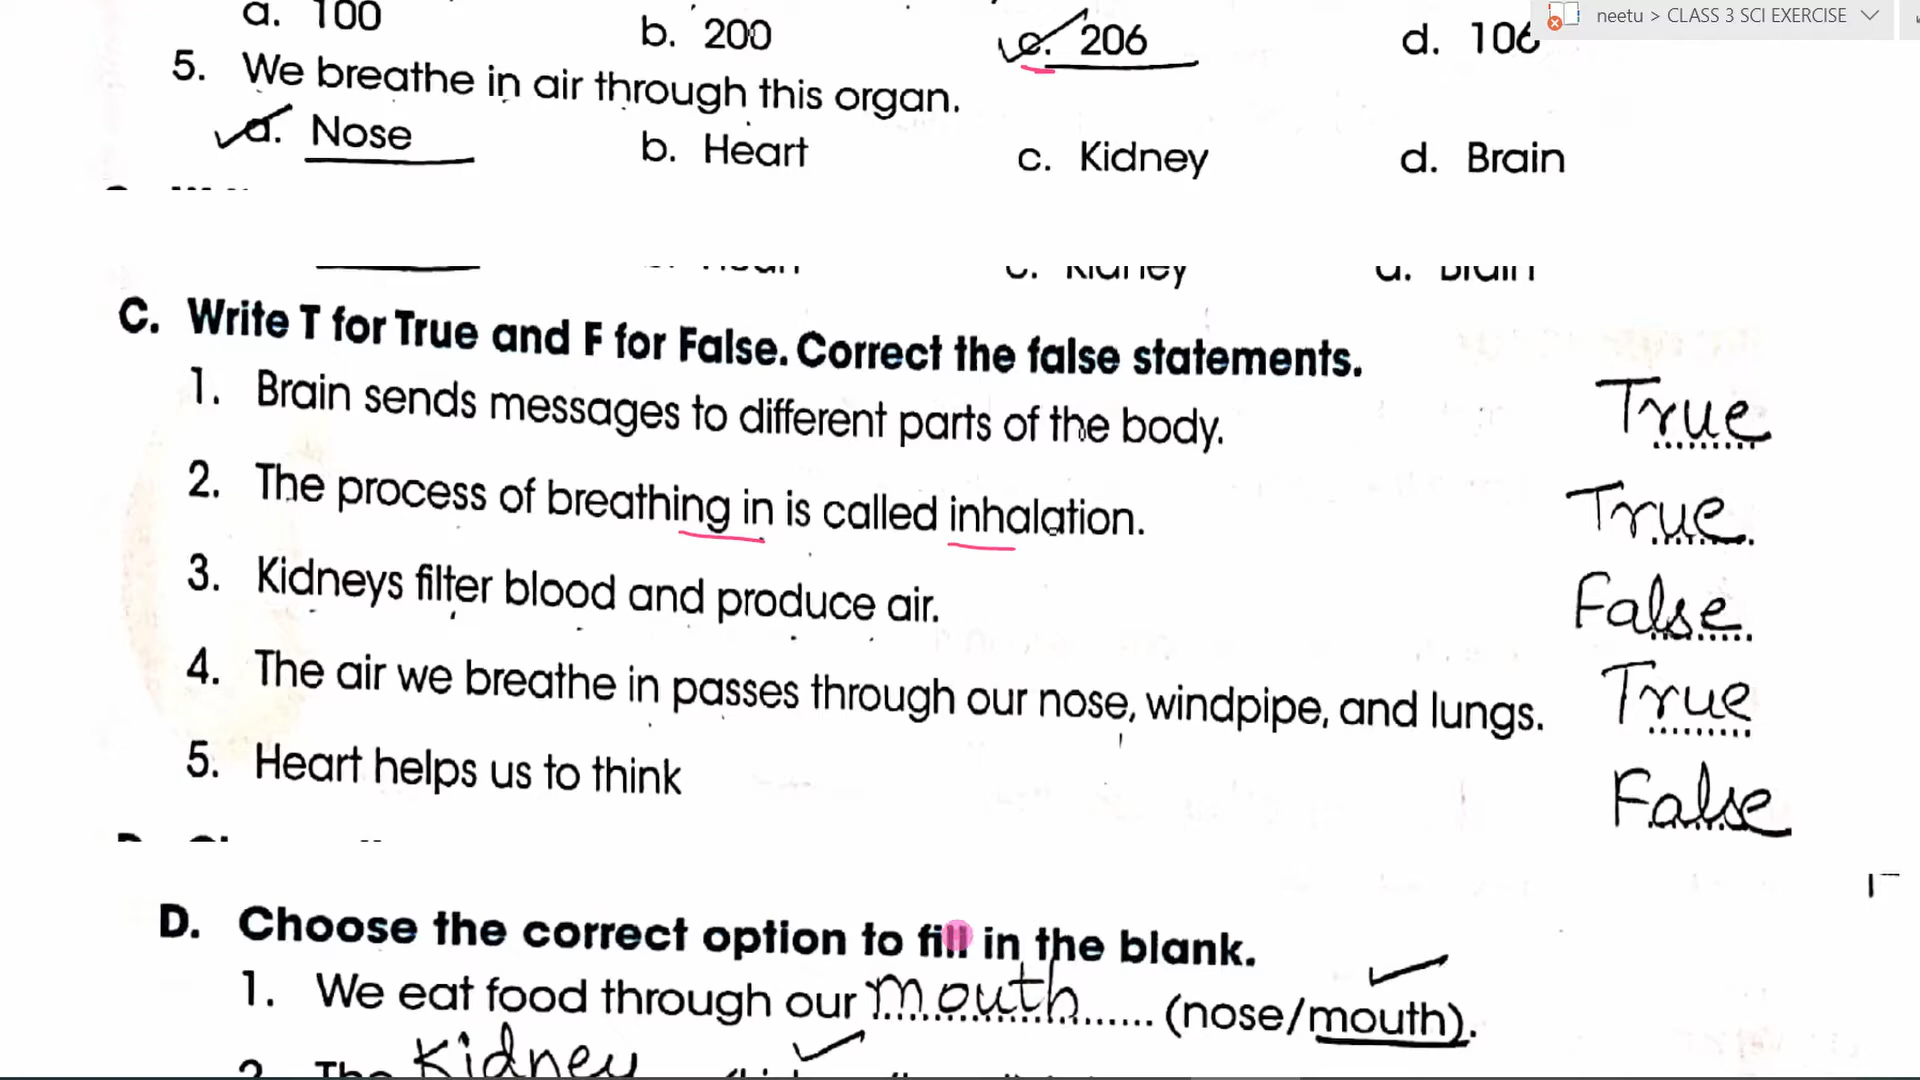 neetu > CLASS 3 SCI EXERCISE
a. 100 b. 200 c. 206 d. 106
5. We breathe in air through this organ.
a. Nose b. Heart c. Kidney d. Brain
c. Kidney d. Brain
C. Write T for True and F for False. Correct the false statements.
1. Brain sends messages to different parts of the body. True
2. The process of breathing in is called inhalation. True
3. Kidneys filter blood and produce air. False
4. The air we breathe in passes through our nose, windpipe, and lungs. True
5. Heart helps us to think False
D. Choose the correct option to fill in the blank.
1. We eat food through our mouth (nose/mouth).
2. The Kidney